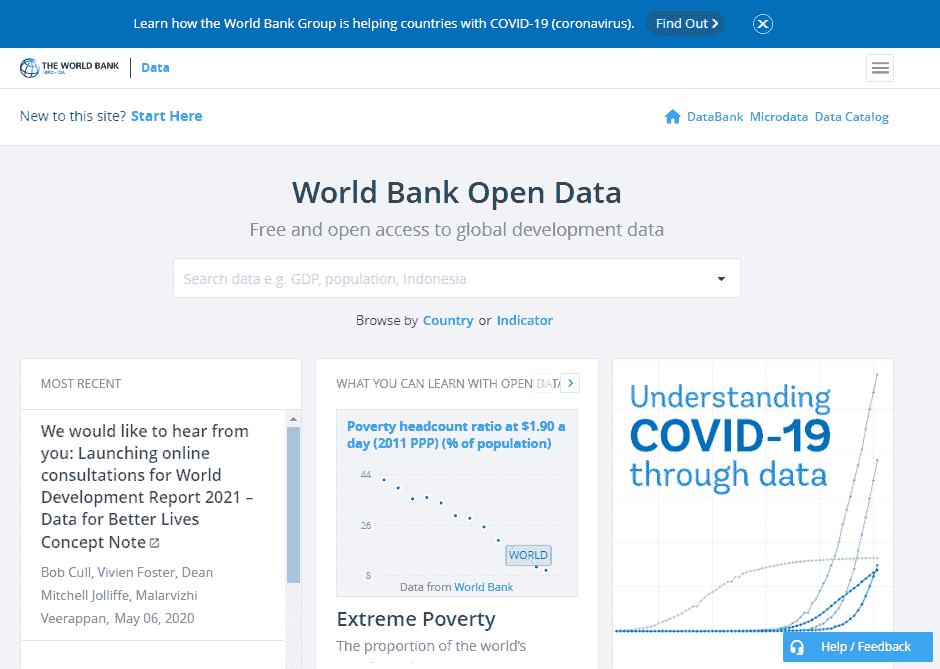 Learn how the World Bank Group is helping countries with COVID-19 (coronavirus). Find Out
THE WORLD BANK
IBRD • IDA
Data
New to this site? Start Here
DataBank Microdata Data Catalog
World Bank Open Data
Free and open access to global development data
Search data e.g. GDP, population, Indonesia
Browse by Country or Indicator
MOST RECENT
We would like to hear from
you: Launching online
consultations for World
Development Report 2021 –
Data for Better Lives
Concept Note
Bob Cull, Vivien Foster, Dean
Mitchell Jolliffe, Malarvizhi
Veerappan, May 06, 2020
WHAT YOU CAN LEARN WITH OPEN DATA
Poverty headcount ratio at $1.90 a
day (2011 PPP) (% of population)
44
26
8
WORLD
Data from World Bank
Extreme Poverty
The proportion of the world's
Understanding
COVID-19
through data
Help / Feedback